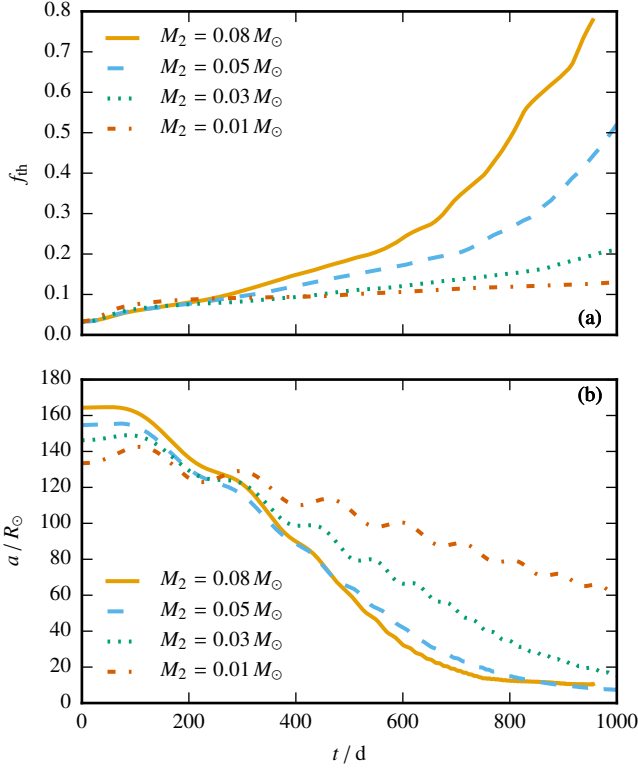 0.8
0.7
0.6
0.5
0.4
0.3
0.2
0.1
0.0
f_th
M₂ = 0.08 M⊙
M₂ = 0.05 M⊙
M₂ = 0.03 M⊙
M₂ = 0.01 M⊙
(a)
180
160
140
120
100
80
60
40
20
0
a / R⊙
(b)
M₂ = 0.08 M⊙
M₂ = 0.05 M⊙
M₂ = 0.03 M⊙
M₂ = 0.01 M⊙
0 200 400 600 800 1000
t / d